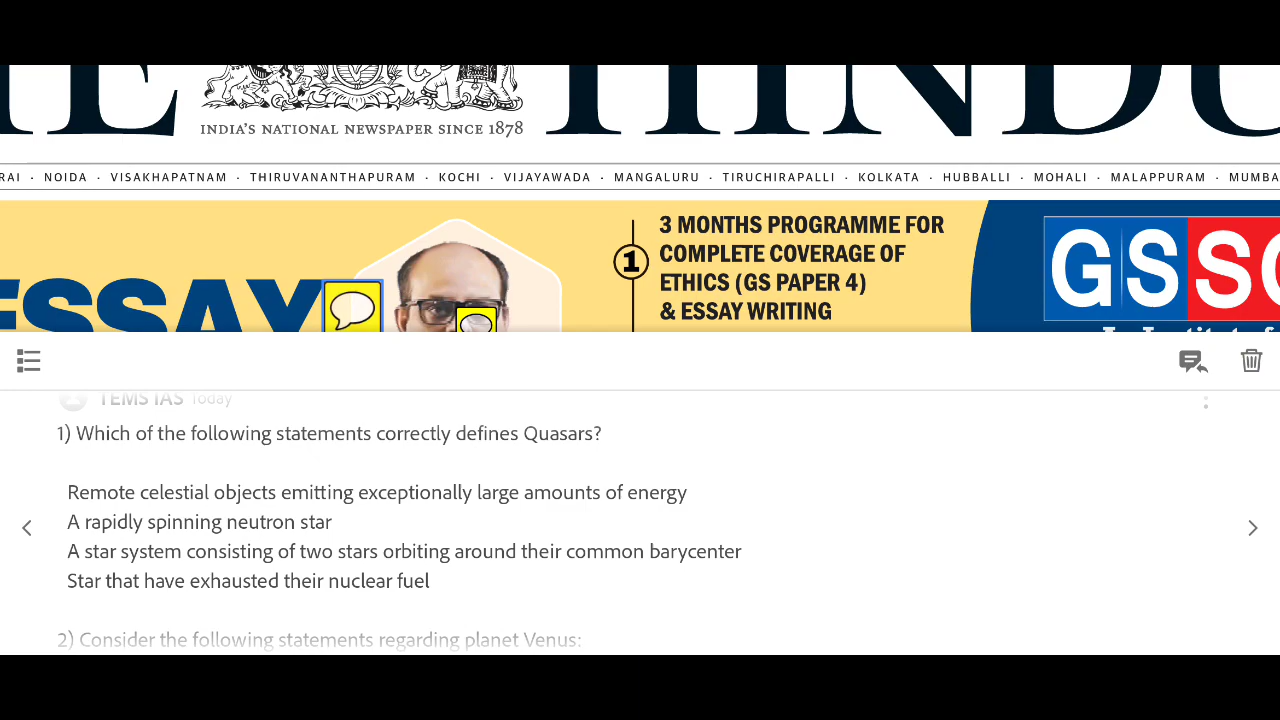 HINDU
INDIA'S NATIONAL NEWSPAPER SINCE 1878
RAI · NOIDA · VISAKHAPATNAM · THIRUVANANTHAPURAM · KOCHI · VIJAYAWADA · MANGALURU · TIRUCHIRAPALLI · KOLKATA · HUBBALLI · MOHALI · MALAPPURAM · MUMBA
ESSAY
1
3 MONTHS PROGRAMME FOR
COMPLETE COVERAGE OF
ETHICS (GS PAPER 4)
& ESSAY WRITING
GSSC
TEMS IAS Today
1) Which of the following statements correctly defines Quasars?
Remote celestial objects emitting exceptionally large amounts of energy
A rapidly spinning neutron star
A star system consisting of two stars orbiting around their common barycenter
Star that have exhausted their nuclear fuel
2) Consider the following statements regarding planet Venus: